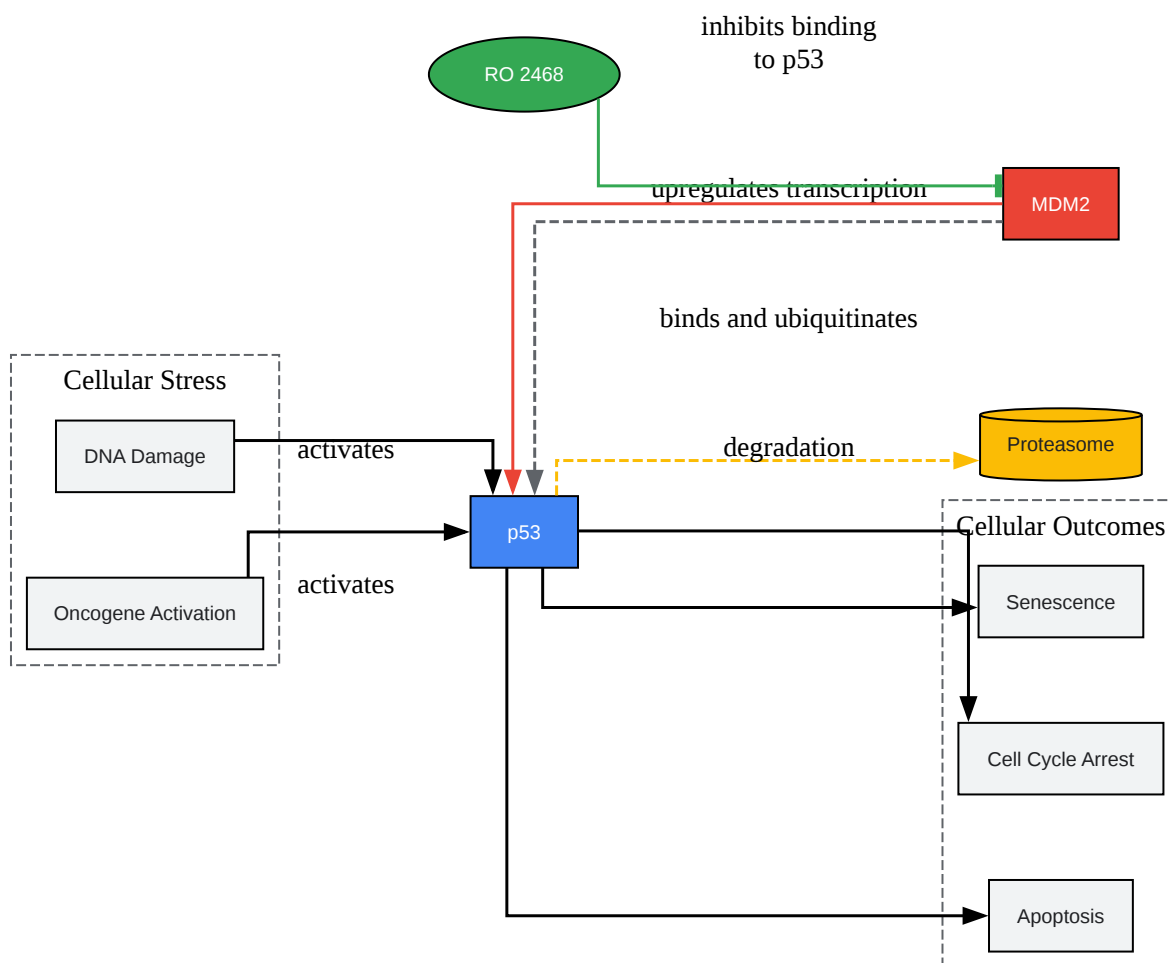 inhibits binding
to p53
RO 2468
upregulates transcription
MDM2
binds and ubiquitinates
Cellular Stress
DNA Damage
activates
degradation
Proteasome
p53
Cellular Outcomes
Oncogene Activation
activates
Senescence
Cell Cycle Arrest
Apoptosis